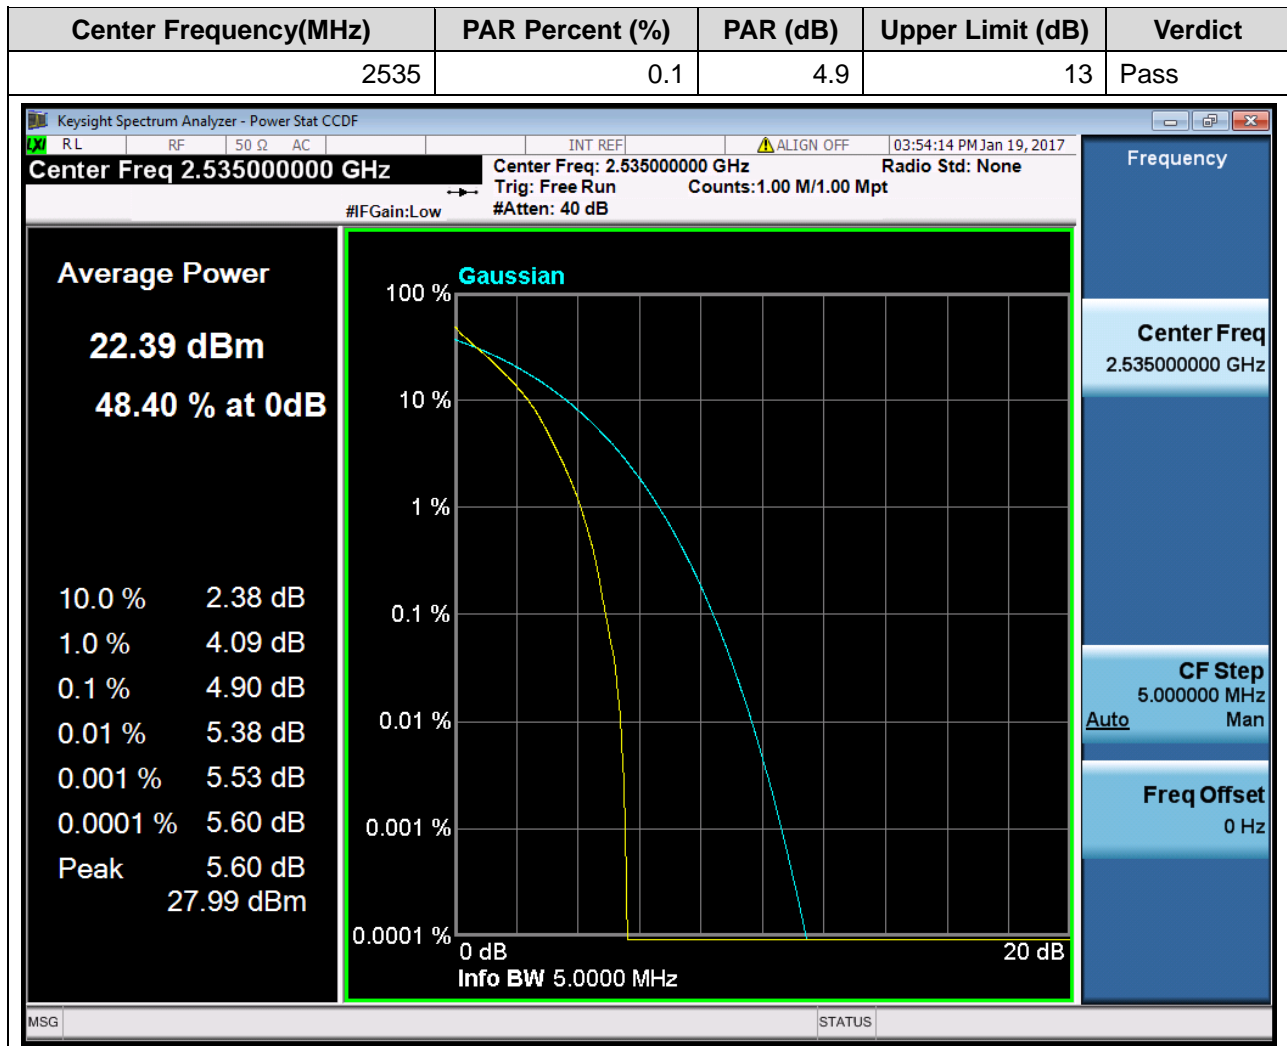 Center Frequency(MHz) PAR Percent (%) PAR (dB) Upper Limit (dB) Verdict
2535 0.1 4.9 13 Pass
Keysight Spectrum Analyzer - Power Stat CCDF
LXI RL RF 50 Ω AC INT REF ALIGN OFF 03:54:14 PM Jan 19, 2017
Center Freq 2.535000000 GHz
Center Freq: 2.535000000 GHz Radio Std: None
Trig: Free Run Counts:1.00 M/1.00 Mpt
#IFGain:Low #Atten: 40 dB
Average Power
22.39 dBm
48.40 % at 0dB
10.0 % 2.38 dB
1.0 % 4.09 dB
0.1 % 4.90 dB
0.01 % 5.38 dB
0.001 % 5.53 dB
0.0001 % 5.60 dB
Peak 5.60 dB
27.99 dBm
Gaussian
100 %
10 %
1 %
0.1 %
0.01 %
0.001 %
0.0001 %
0 dB 20 dB
Info BW 5.0000 MHz
Frequency
Center Freq
2.535000000 GHz
CF Step
5.000000 MHz
Auto Man
Freq Offset
0 Hz
MSG STATUS